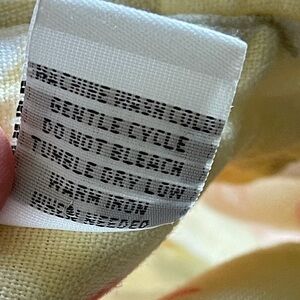 MACHINE WASH COLD
GENTLE CYCLE
DO NOT BLEACH
TUMBLE DRY LOW
WARM IRON
WHEN NEEDED